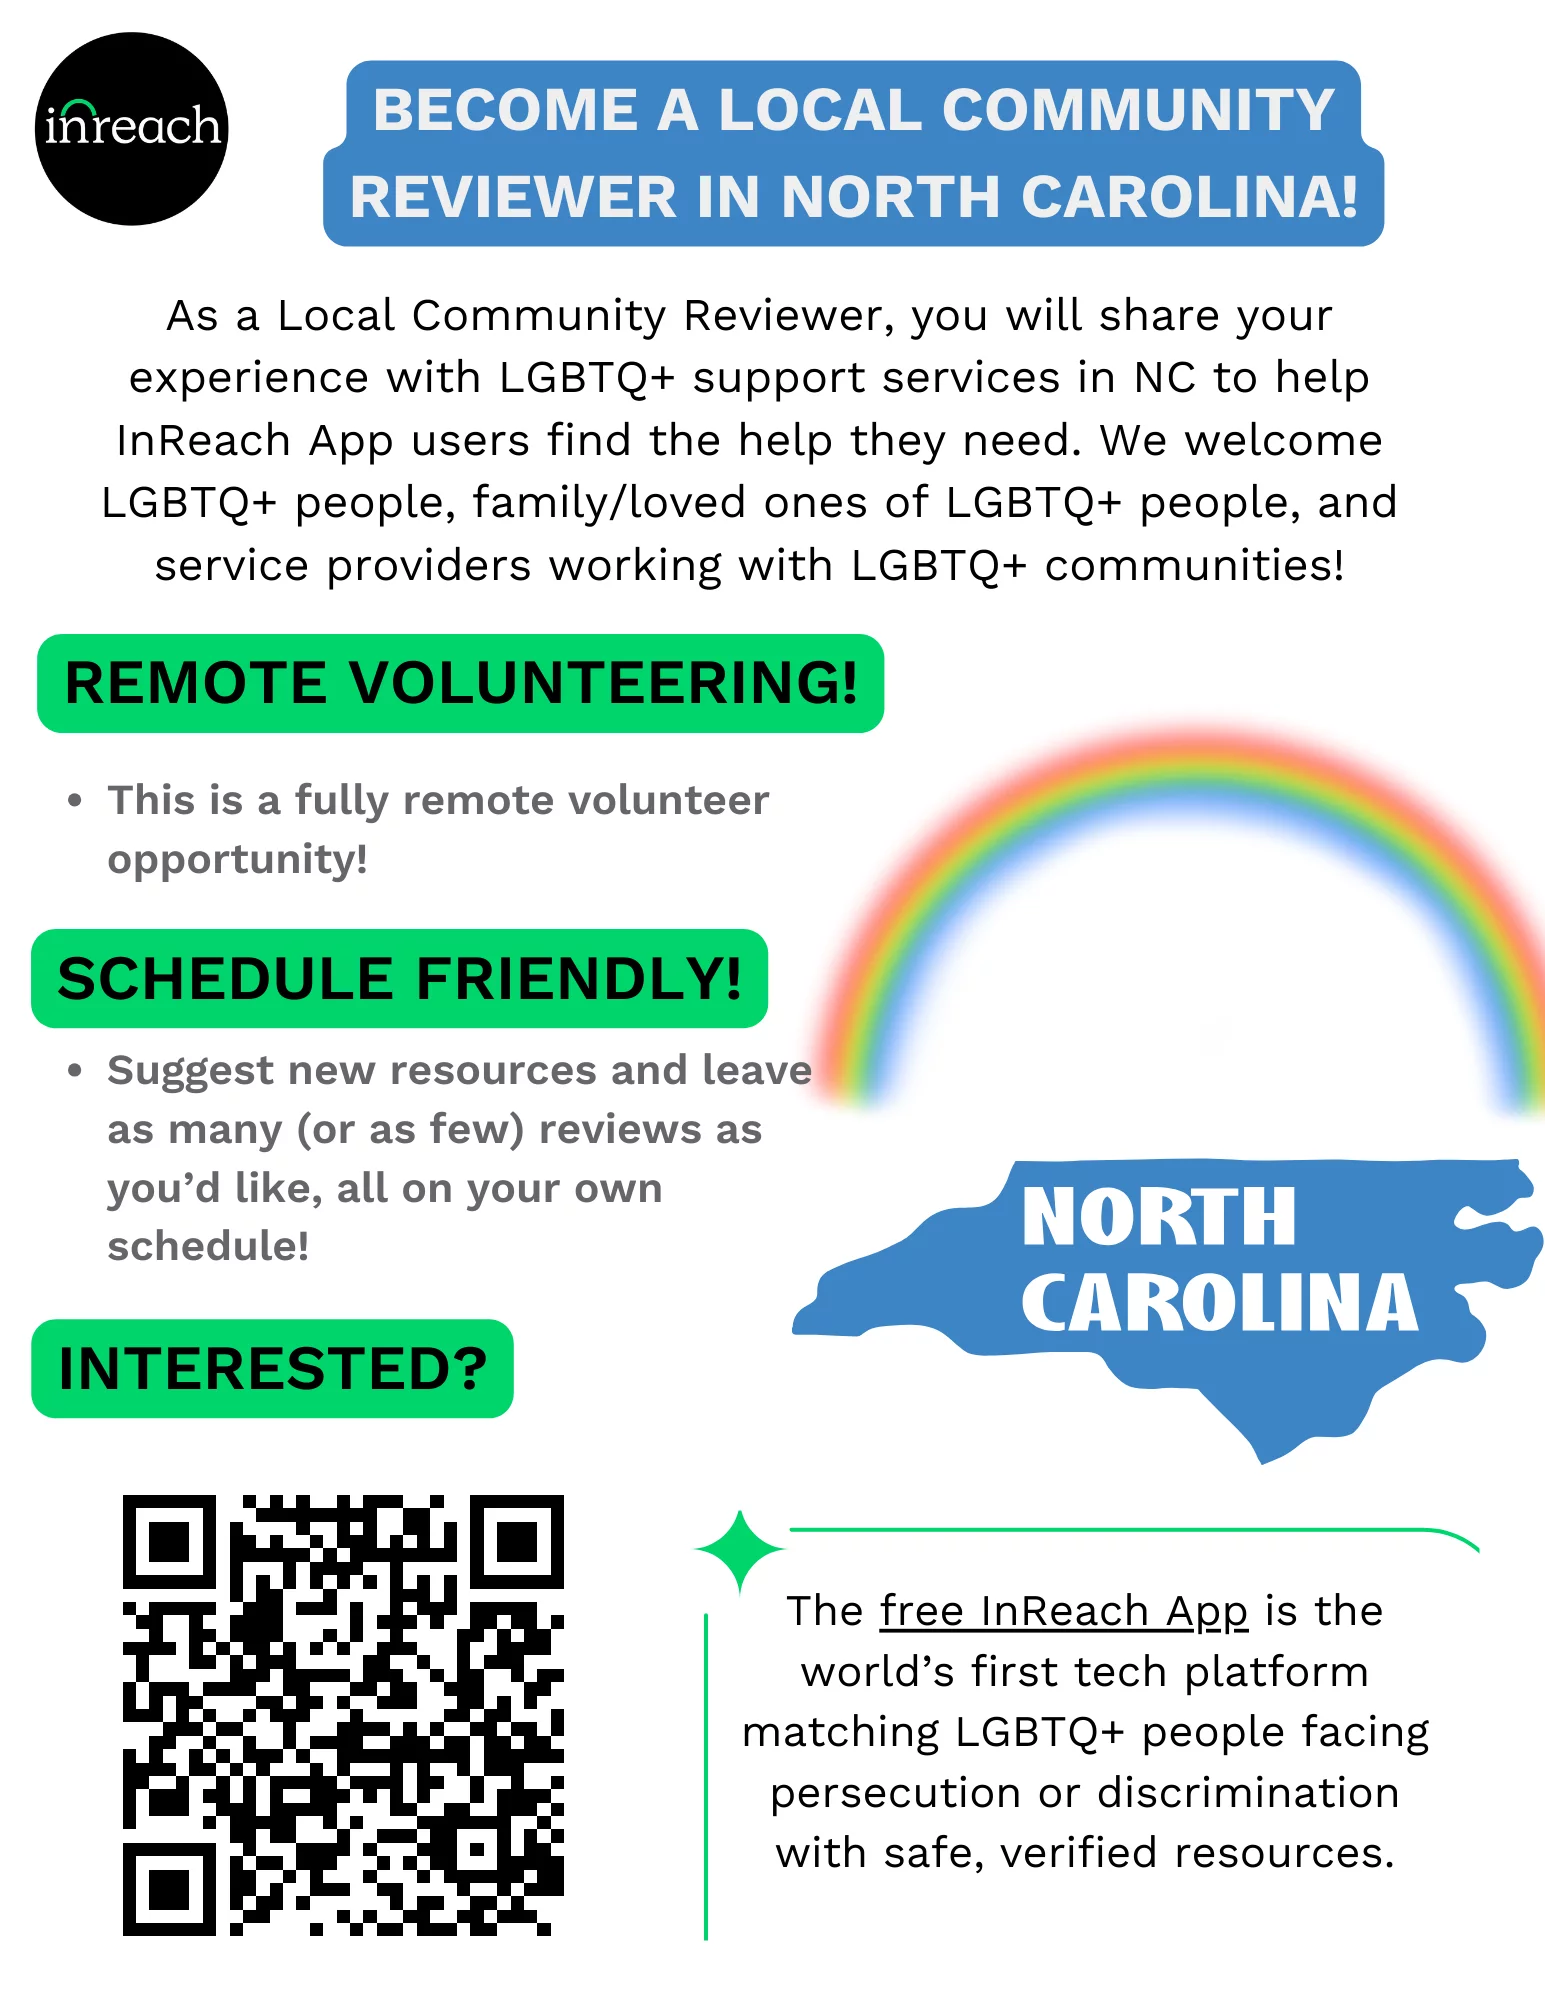 inreach
BECOME A LOCAL COMMUNITY
REVIEWER IN NORTH CAROLINA!
As a Local Community Reviewer, you will share your
experience with LGBTQ+ support services in NC to help
InReach App users find the help they need. We welcome
LGBTQ+ people, family/loved ones of LGBTQ+ people, and
service providers working with LGBTQ+ communities!
REMOTE VOLUNTEERING!
• This is a fully remote volunteer
opportunity!
SCHEDULE FRIENDLY!
• Suggest new resources and leave
as many (or as few) reviews as
you’d like, all on your own
schedule!
NORTH
CAROLINA
INTERESTED?
The free InReach App is the
world’s first tech platform
matching LGBTQ+ people facing
persecution or discrimination
with safe, verified resources.